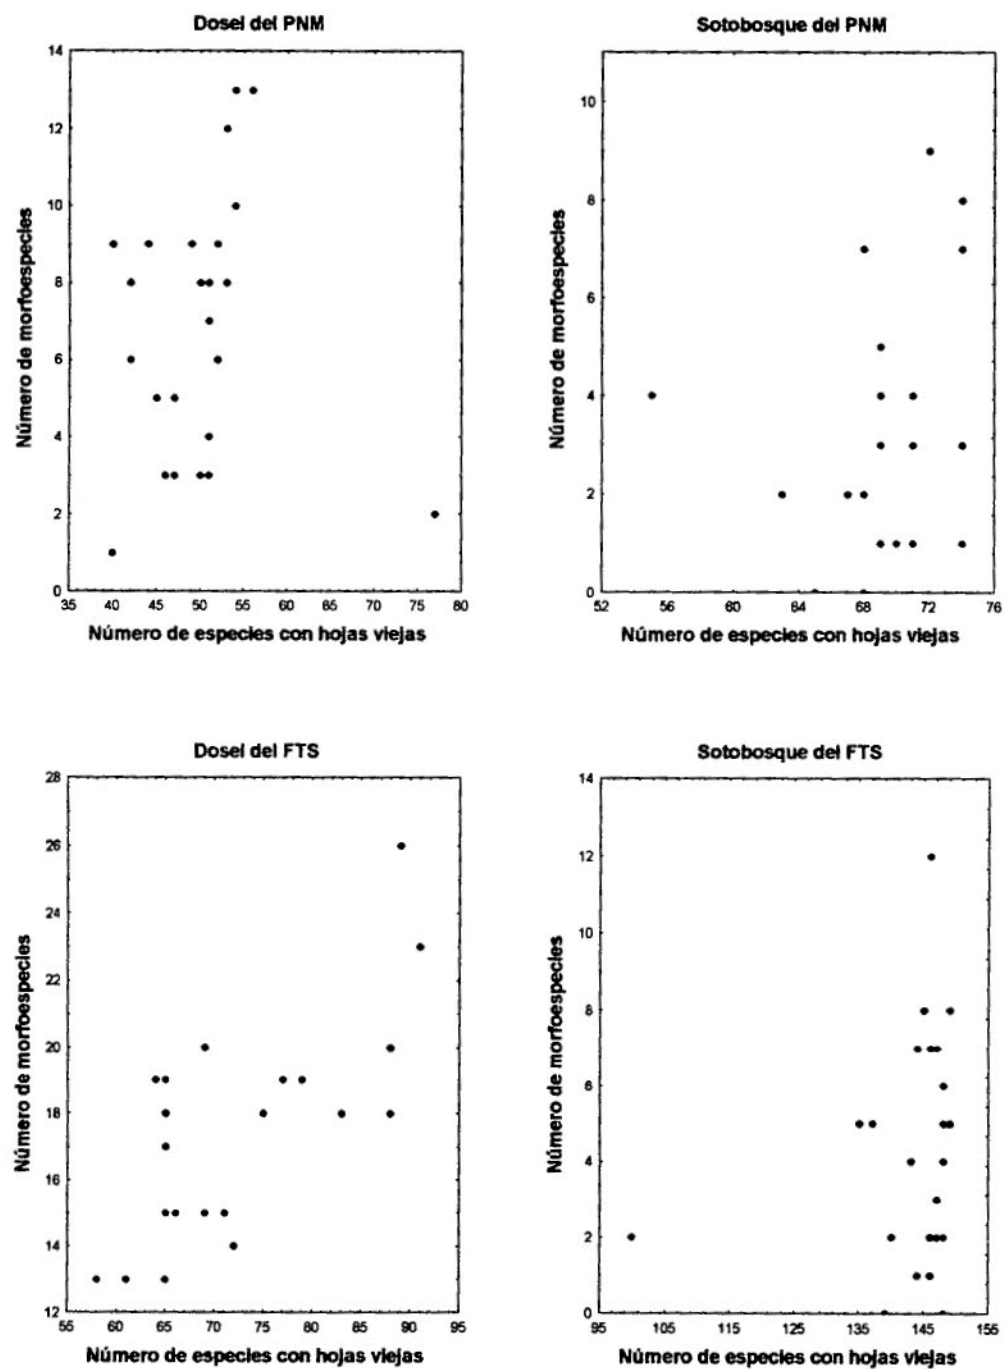 Dosel del PNM
Número de morfoespecies
14
12
10
8
6
4
2
0
35 40 45 50 55 60 65 70 75 80
Número de especies con hojas viejas
Sotobosque del PNM
Número de morfoespecies
10
8
6
4
2
0
52 56 60 64 68 72 76
Número de especies con hojas viejas
Dosel del FTS
Número de morfoespecies
28
26
24
22
20
18
16
14
12
55 60 65 70 75 80 85 90 95
Número de especies con hojas viejas
Sotobosque del FTS
Número de morfoespecies
14
12
10
8
6
4
2
0
95 105 115 125 135 145 155
Número de especies con hojas viejas